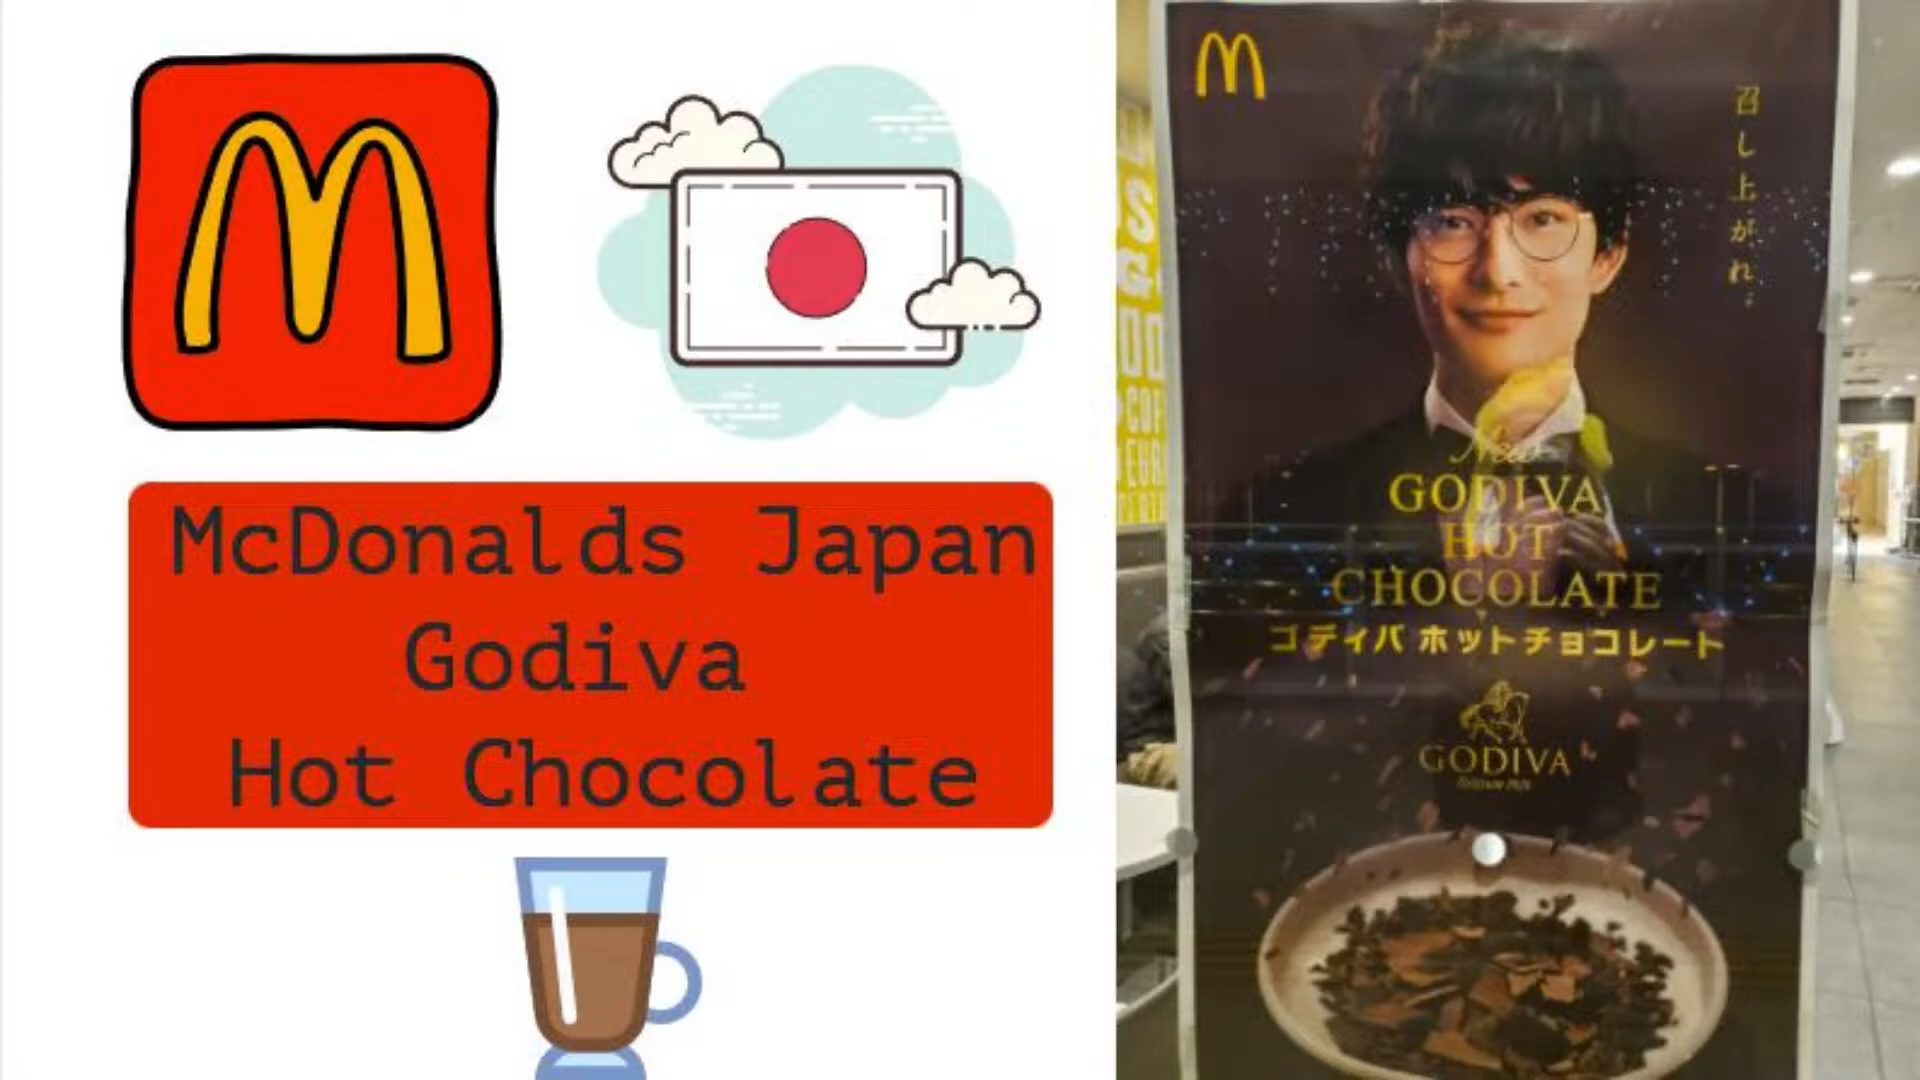 McDonalds Japan
Godiva
Hot Chocolate
召し上がれ。
New
GODIVA
HOT
CHOCOLATE
ゴディバ ホットチョコレート
GODIVA